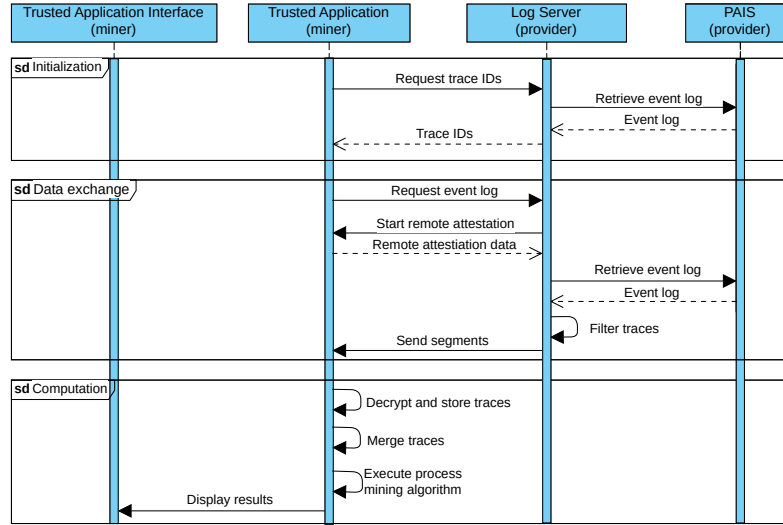 Trusted Application Interface
(miner)
Trusted Application
(miner)
Log Server
(provider)
PAIS
(provider)
sd Initialization
Request trace IDs
Retrieve event log
Event log
Trace IDs
sd Data exchange
Request event log
Start remote attestation
Remote attestiation data
Retrieve event log
Event log
Filter traces
Send segments
sd Computation
Decrypt and store traces
Merge traces
Execute process
mining algorithm
Display results